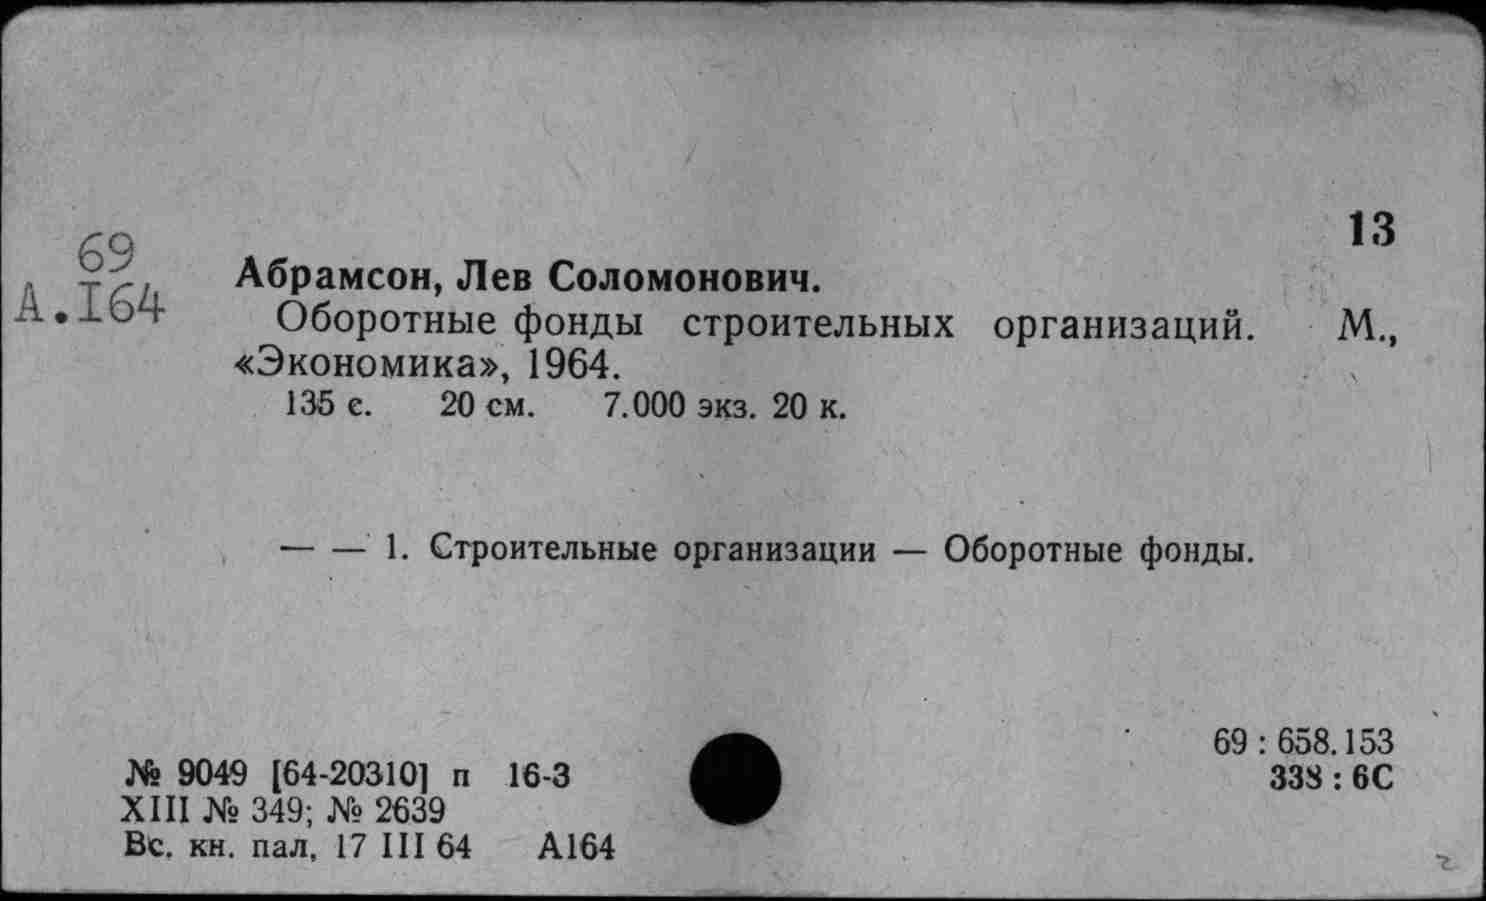 13
69
А.I64
Абрамсон, Лев Соломонович.
Оборотные фонды строительных организаций. М.,
«Экономика», 1964.
135 с. 20 см. 7.000 экз. 20 к.
— — 1. Строительные организации — Оборотные фонды.
69 : 658.153
338 : 6С
№ 9049 [64-20310] п 16-3
XIII № 349; № 2639
Вс. кн. пал. 17 III 64 А164